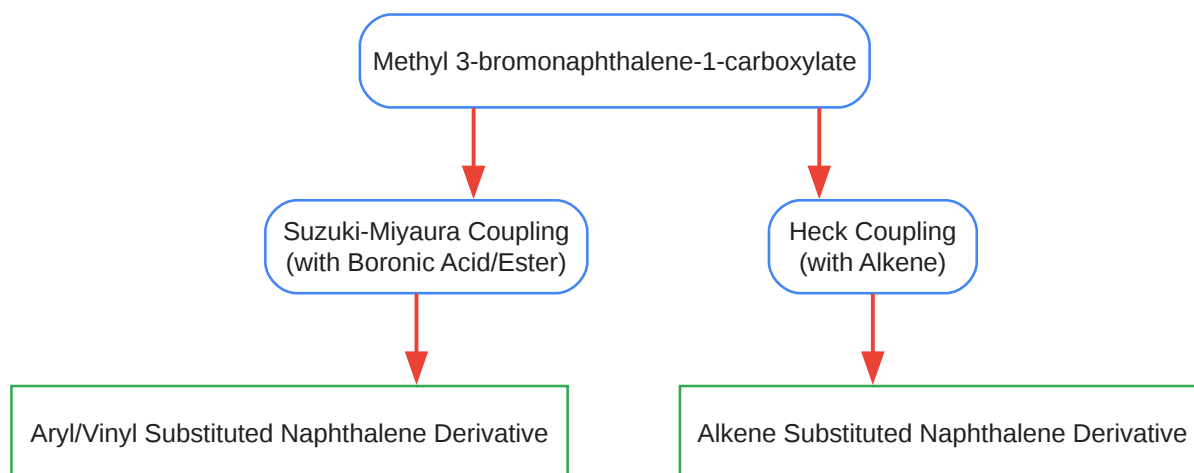 Methyl 3-bromonaphthalene-1-carboxylate
Suzuki-Miyaura Coupling
(with Boronic Acid/Ester)
Heck Coupling
(with Alkene)
Aryl/Vinyl Substituted Naphthalene Derivative
Alkene Substituted Naphthalene Derivative